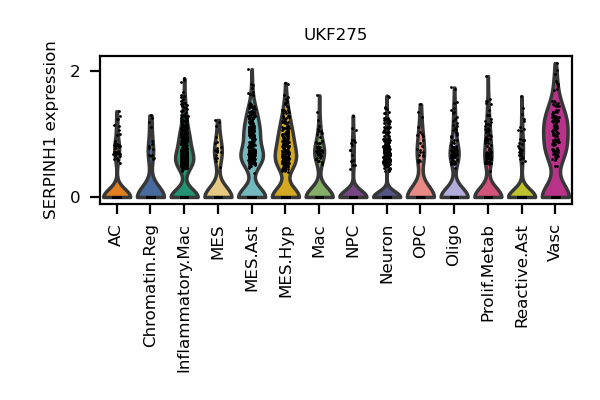 UKF275
SERPINH1 expression
2
0
AC
Chromatin.Reg
Inflammatory.Mac
MES
MES.Ast
MES.Hyp
Mac
NPC
Neuron
OPC
Oligo
Prolif.Metab
Reactive.Ast
Vasc